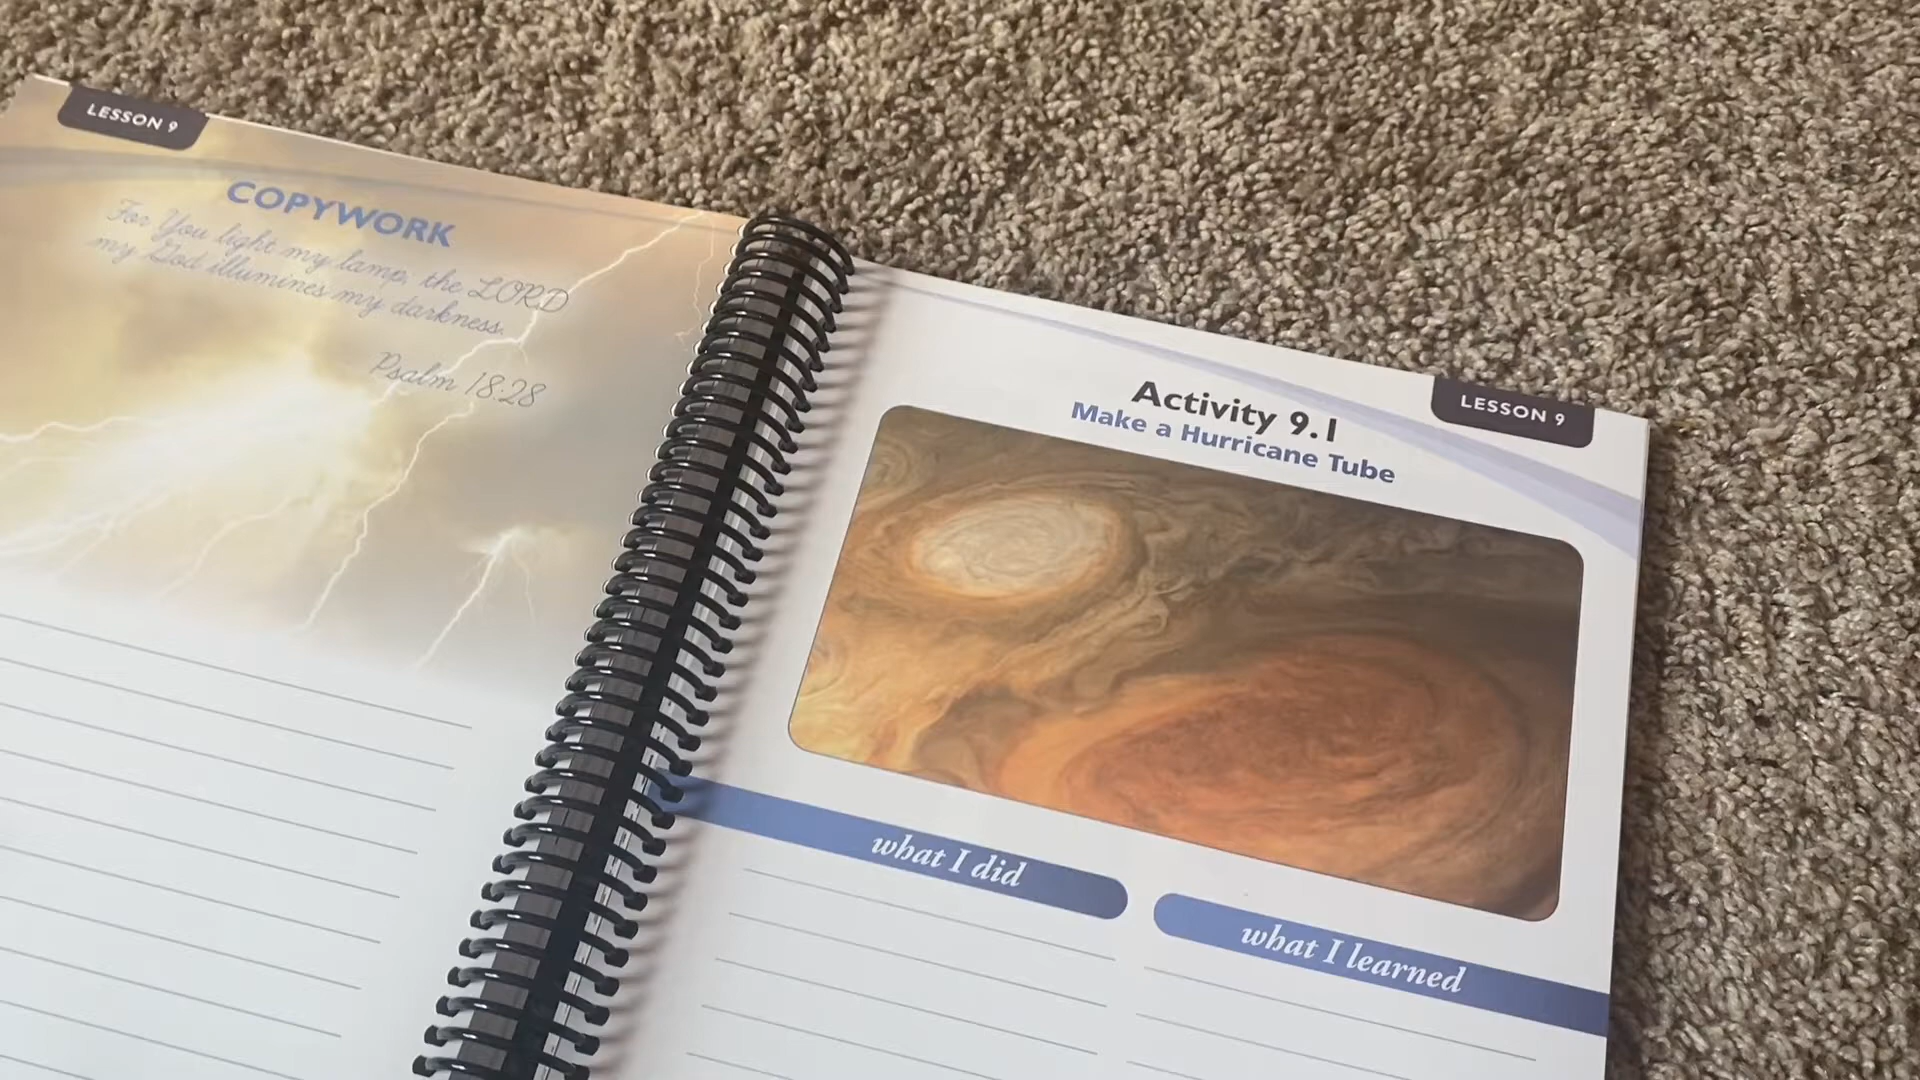 LESSON 9
COPYWORK
For You light my lamp, the LORD
my God illumines my darkness.
Psalm 18:28
LESSON 9
Activity 9.1
Make a Hurricane Tube
what I did
what I learned